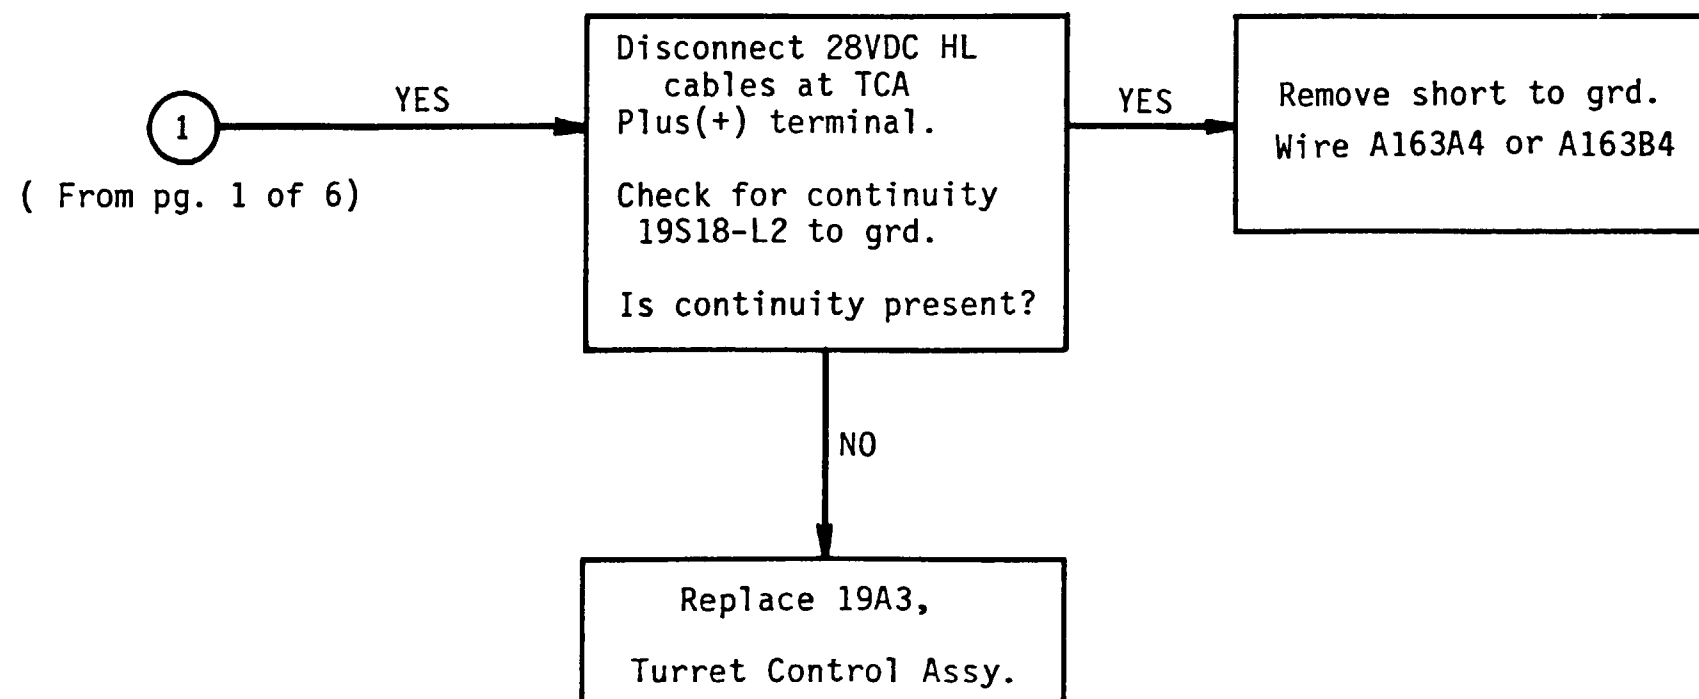 1
( From pg. 1 of 6)
YES
Disconnect 28VDC HL
cables at TCA
Plus(+) terminal.
Check for continuity
19S18-L2 to grd.
Is continuity present?
YES
Remove short to grd.
Wire A163A4 or A163B4
NO
Replace 19A3,
Turret Control Assy.